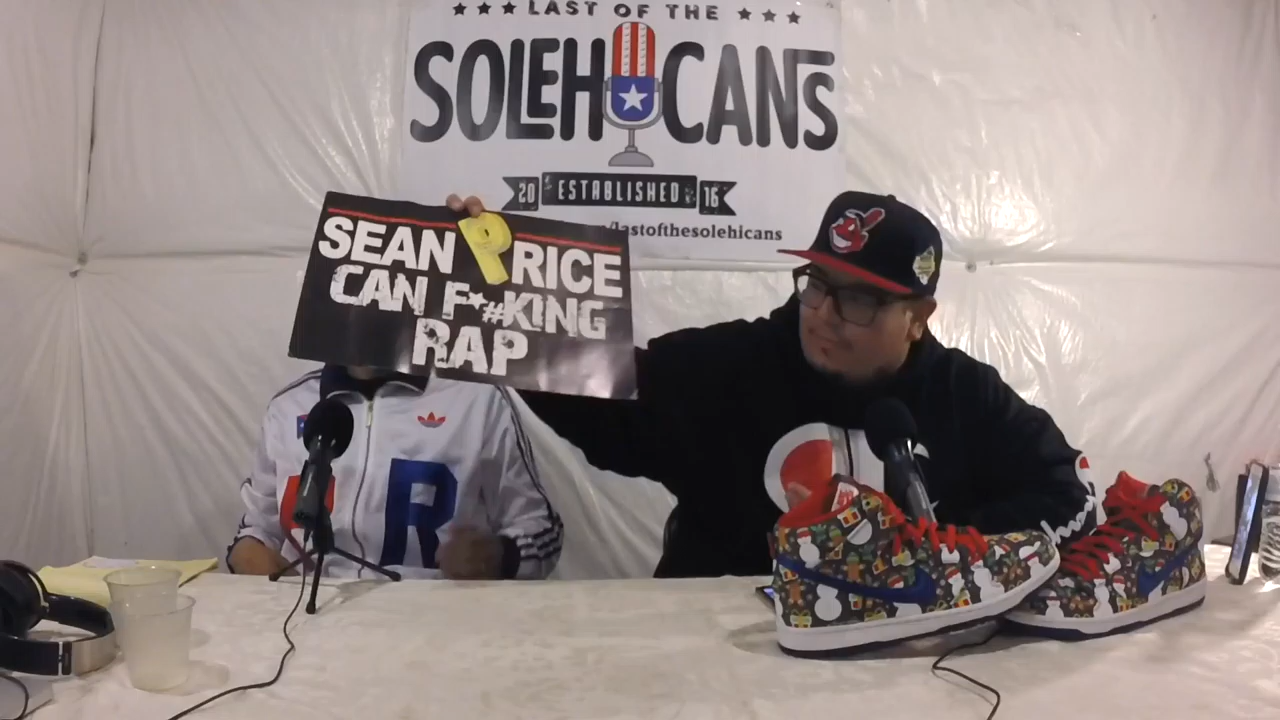 LAST OF THE
SOLEHICANS
20 ESTABLISHED 16
/lastofthesolehicans
SEAN PRICE
CAN F*#KING
RAP
R